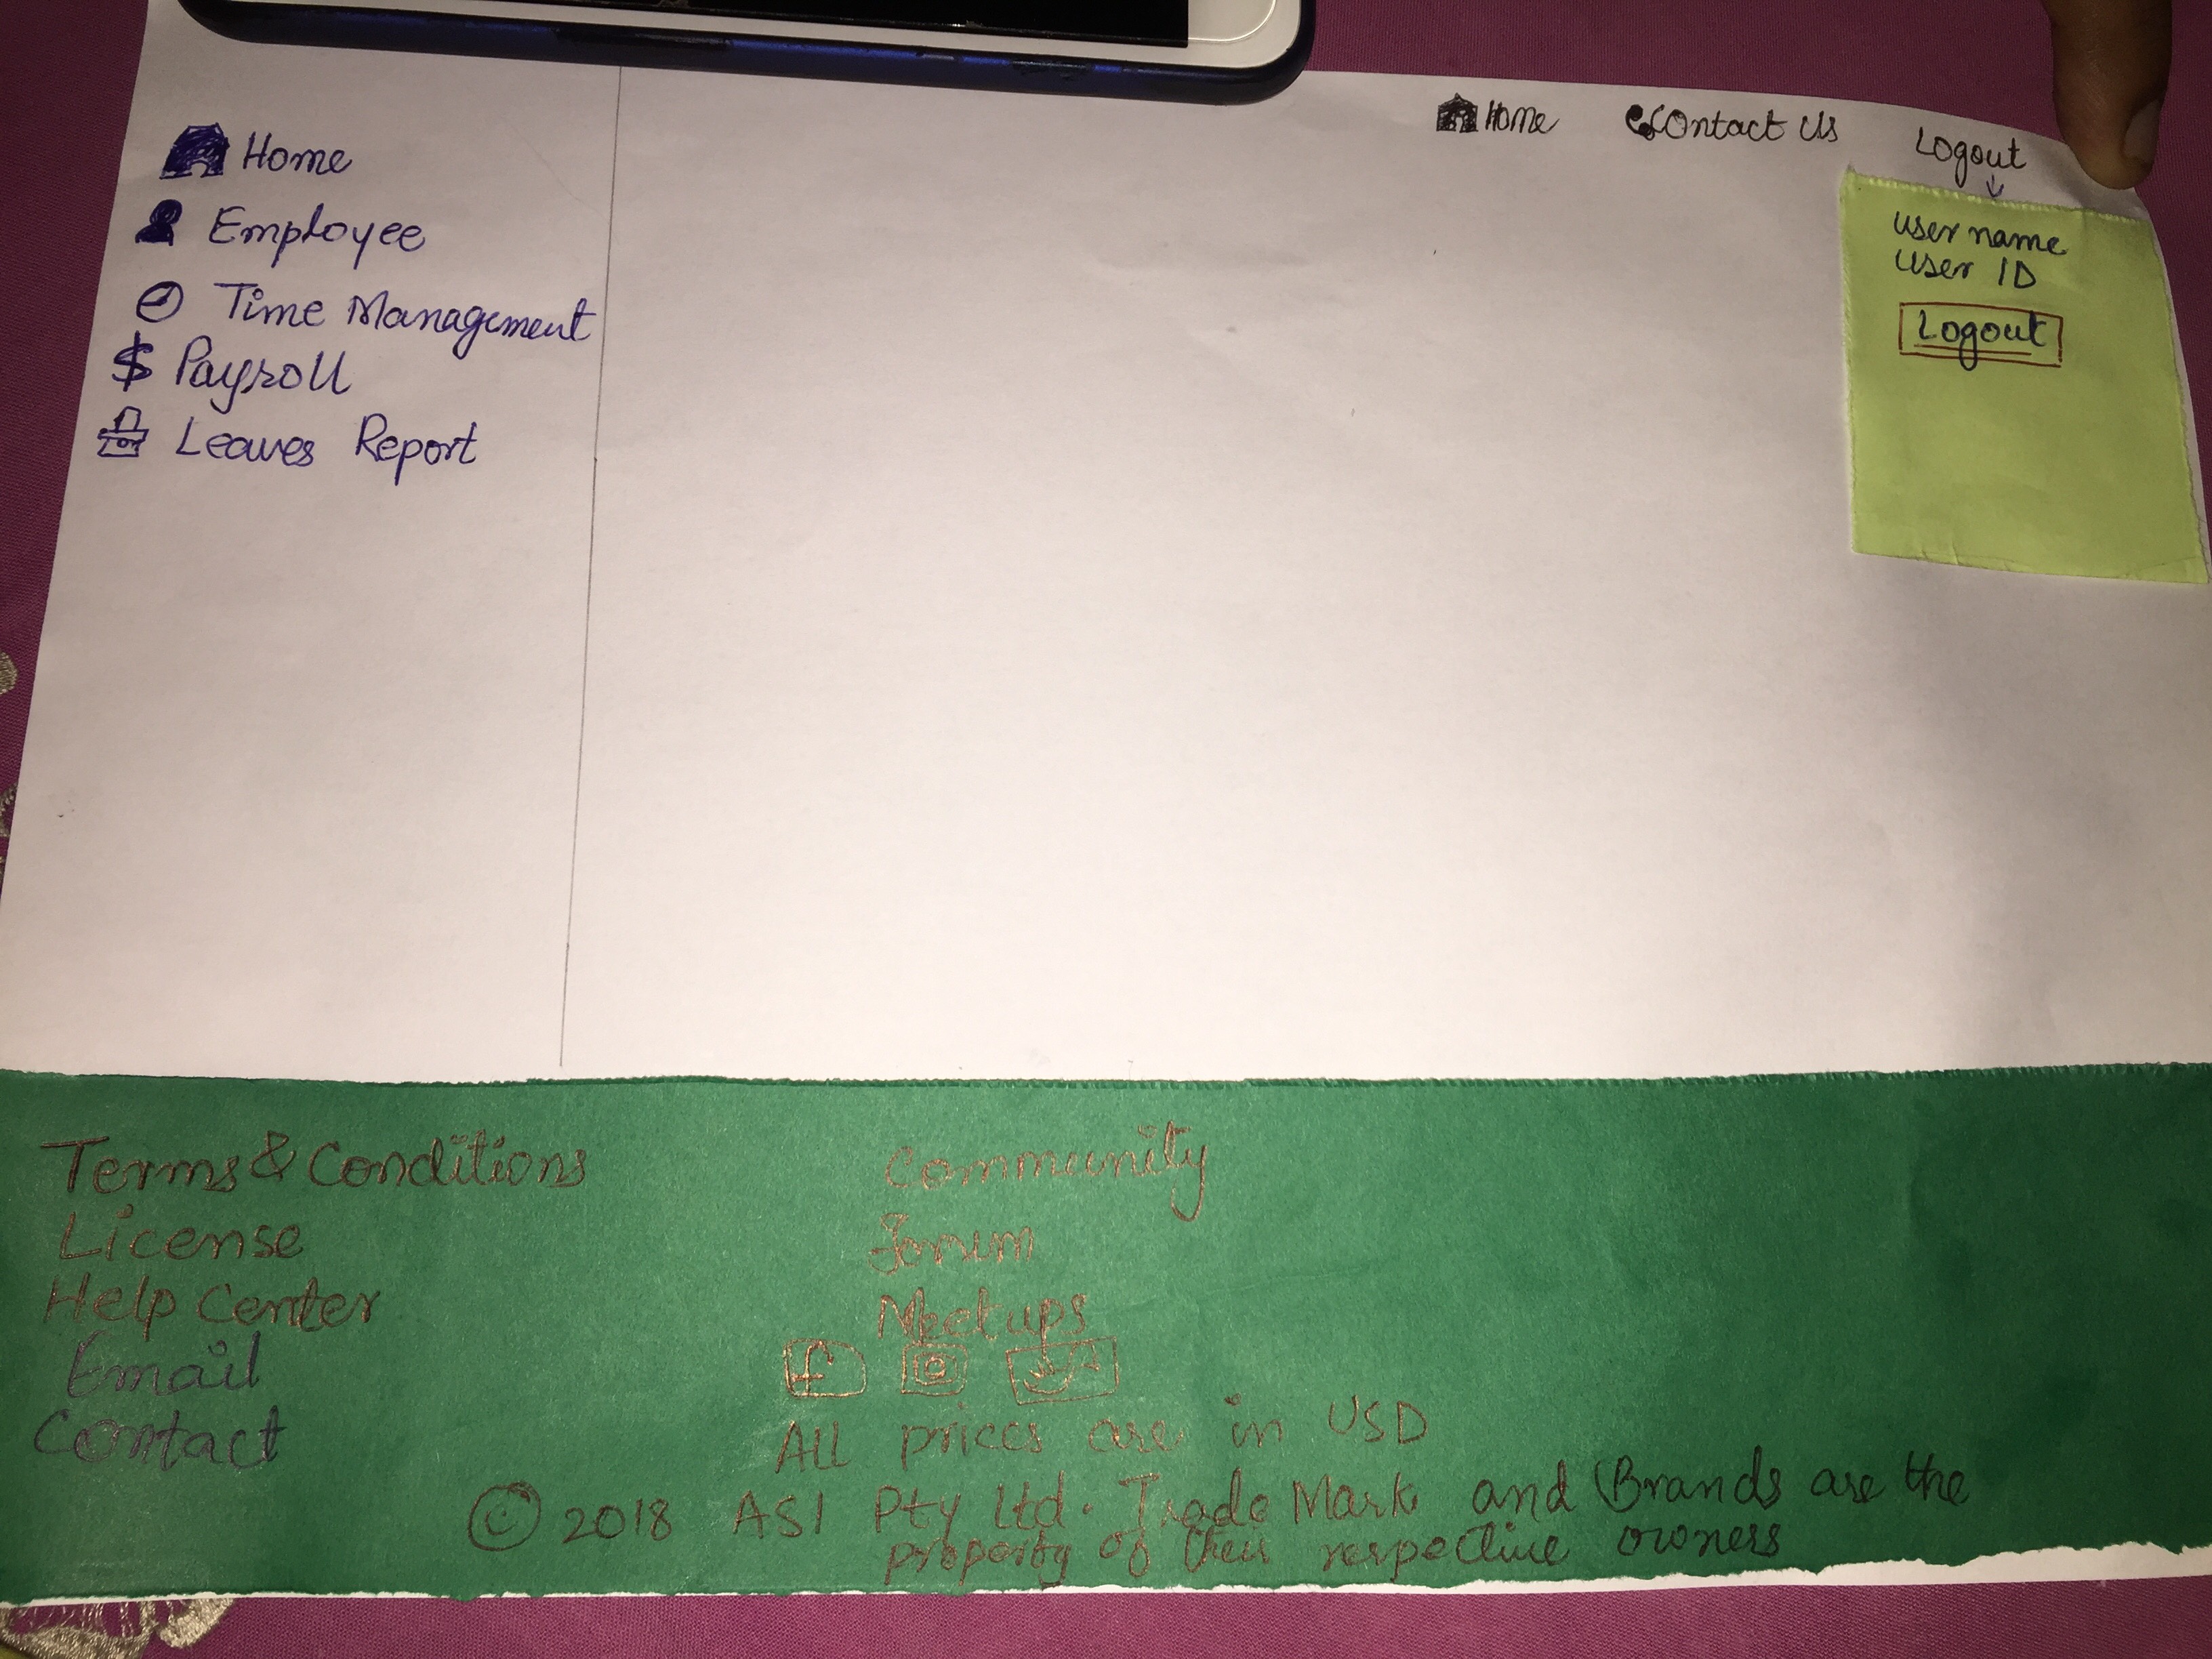 Home
Contact Us
Logout
User name
User ID
Logout
Home
Employee
Time Management
$ Payroll
Leaves Report
Terms & Conditions
License
Help Center
Email
Contact
Community
Forum
Meetups
f
All prices are in USD
© 2018 ASI Pty Ltd. Trade Mark and Brands are the
property of their respective owners